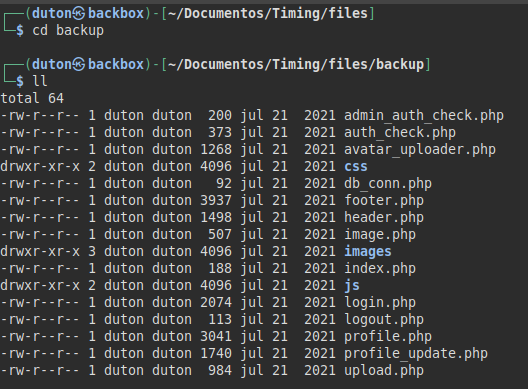 ┌──(duton㉿backbox)-[~/Documentos/Timing/files]
└─$ cd backup
┌──(duton㉿backbox)-[~/Documentos/Timing/files/backup]
└─$ ll
total 64
-rw-r--r-- 1 duton duton  200 jul 21  2021 admin_auth_check.php
-rw-r--r-- 1 duton duton  373 jul 21  2021 auth_check.php
-rw-r--r-- 1 duton duton 1268 jul 21  2021 avatar_uploader.php
drwxr-xr-x 2 duton duton 4096 jul 21  2021 css
-rw-r--r-- 1 duton duton   92 jul 21  2021 db_conn.php
-rw-r--r-- 1 duton duton 3937 jul 21  2021 footer.php
-rw-r--r-- 1 duton duton 1498 jul 21  2021 header.php
-rw-r--r-- 1 duton duton  507 jul 21  2021 image.php
drwxr-xr-x 3 duton duton 4096 jul 21  2021 images
-rw-r--r-- 1 duton duton  188 jul 21  2021 index.php
drwxr-xr-x 2 duton duton 4096 jul 21  2021 js
-rw-r--r-- 1 duton duton 2074 jul 21  2021 login.php
-rw-r--r-- 1 duton duton  113 jul 21  2021 logout.php
-rw-r--r-- 1 duton duton 3041 jul 21  2021 profile.php
-rw-r--r-- 1 duton duton 1740 jul 21  2021 profile_update.php
-rw-r--r-- 1 duton duton  984 jul 21  2021 upload.php